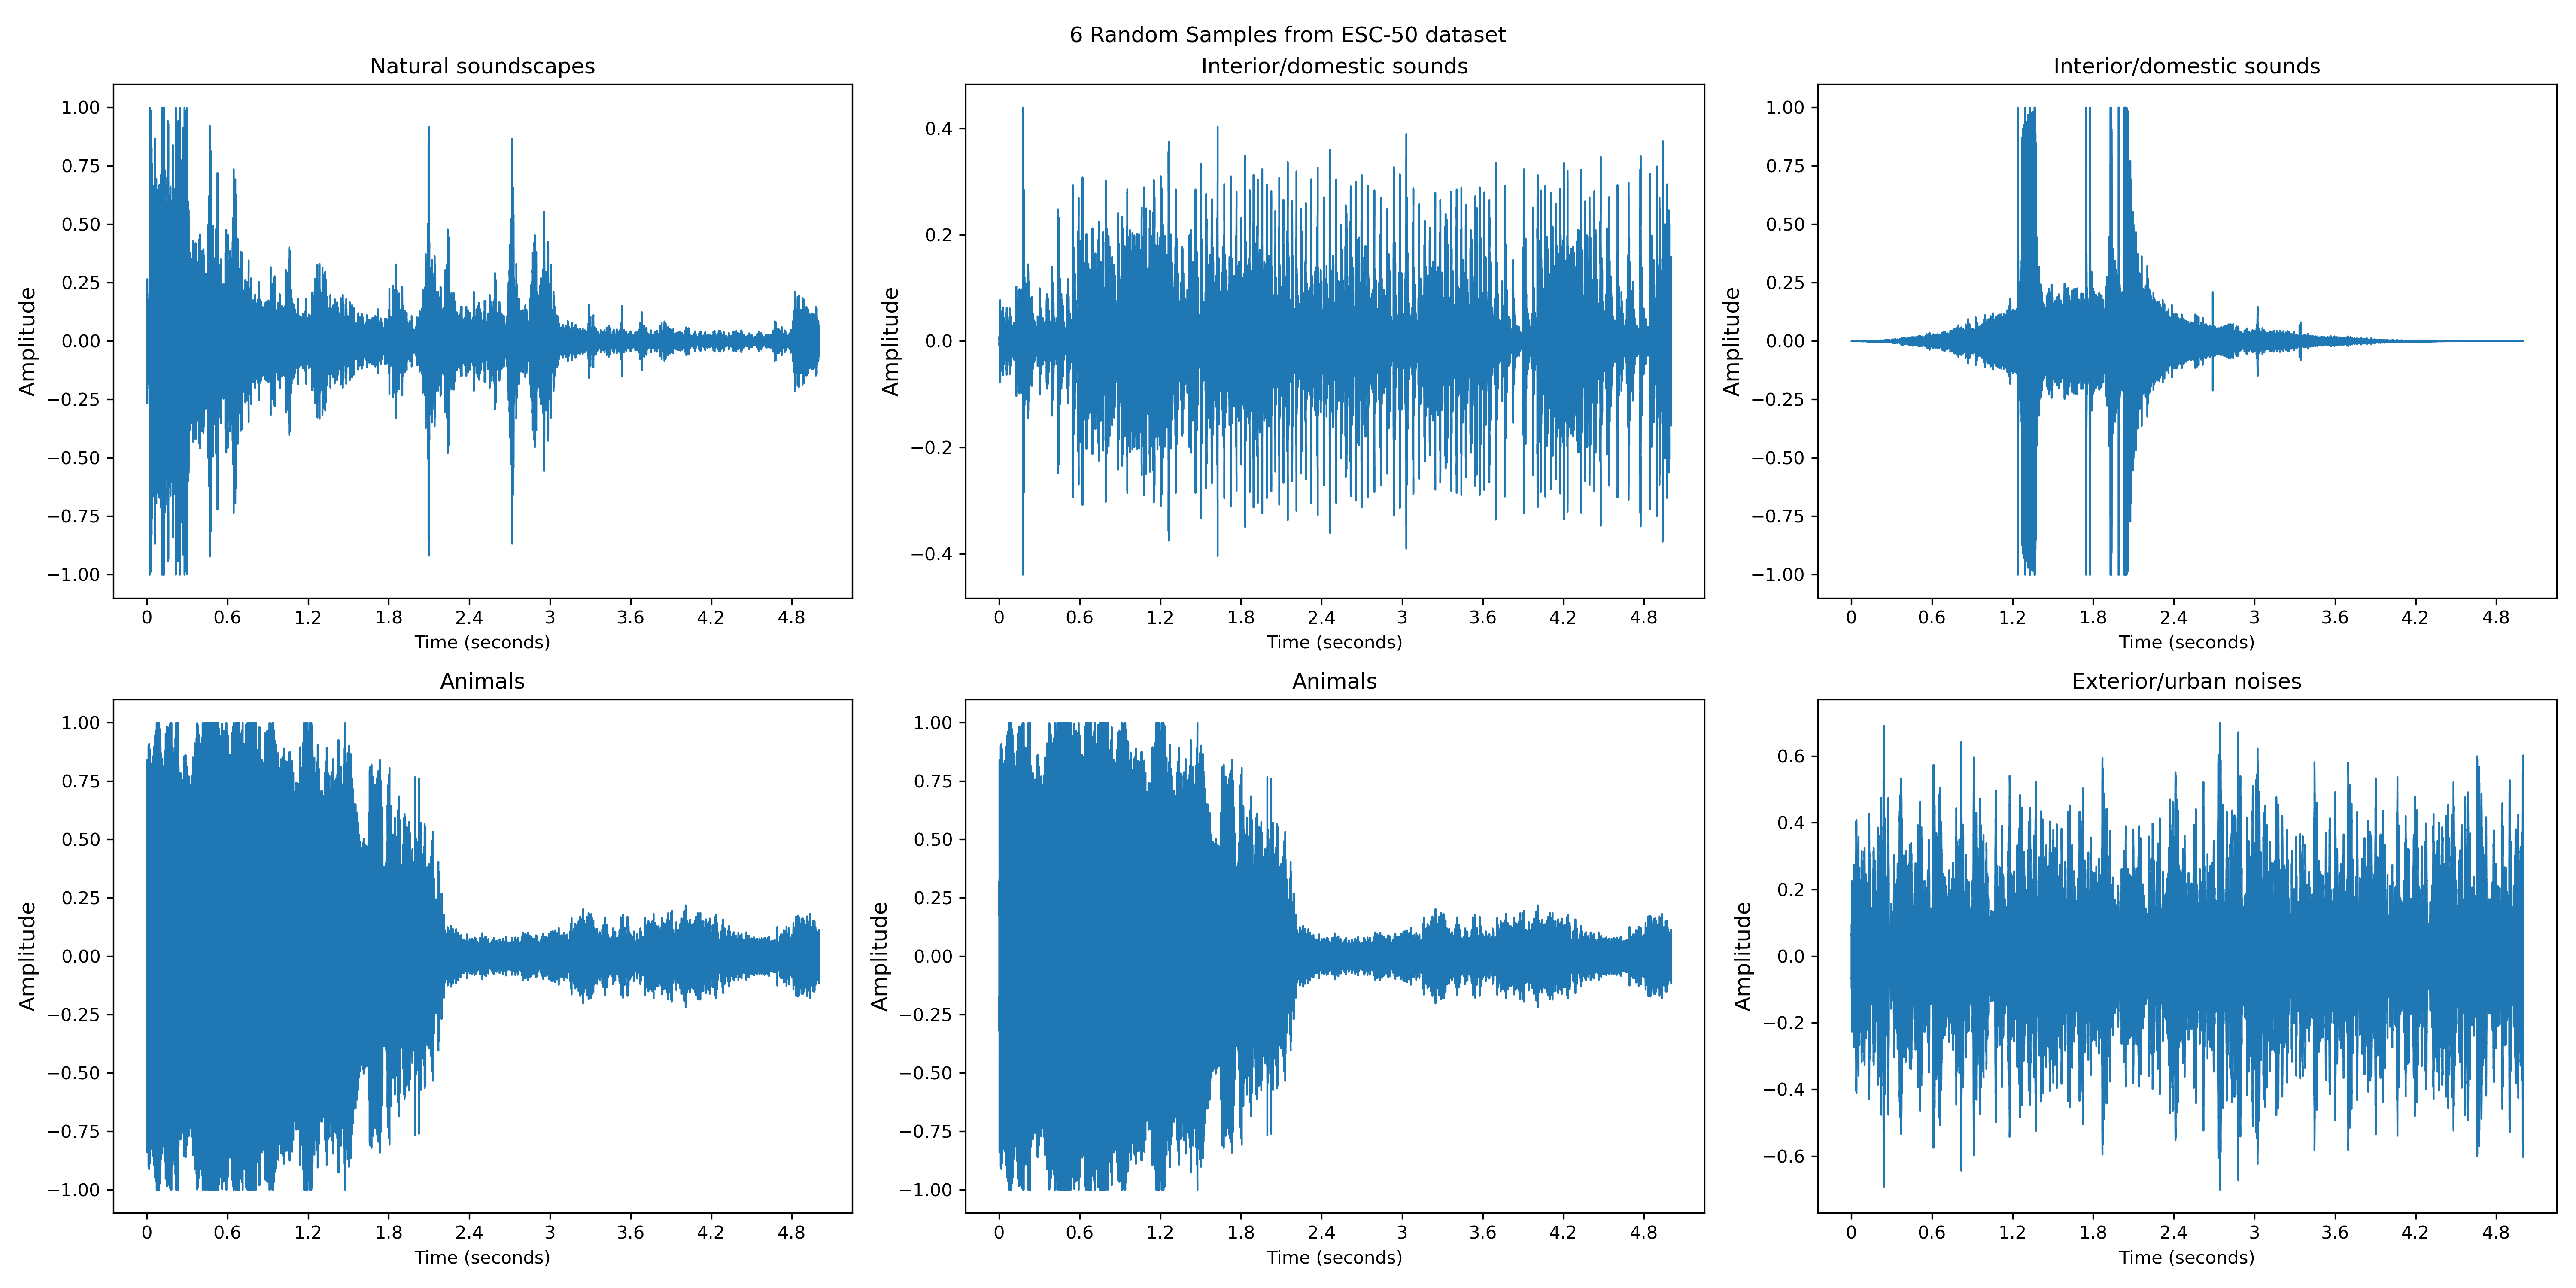 6 Random Samples from ESC-50 dataset
Natural soundscapes
Amplitude
1.00
0.75
0.50
0.25
0.00
−0.25
−0.50
−0.75
−1.00
0 0.6 1.2 1.8 2.4 3 3.6 4.2 4.8
Time (seconds)
Interior/domestic sounds
Amplitude
0.4
0.2
0.0
−0.2
−0.4
0 0.6 1.2 1.8 2.4 3 3.6 4.2 4.8
Time (seconds)
Interior/domestic sounds
Amplitude
1.00
0.75
0.50
0.25
0.00
−0.25
−0.50
−0.75
−1.00
0 0.6 1.2 1.8 2.4 3 3.6 4.2 4.8
Time (seconds)
Animals
Amplitude
1.00
0.75
0.50
0.25
0.00
−0.25
−0.50
−0.75
−1.00
0 0.6 1.2 1.8 2.4 3 3.6 4.2 4.8
Time (seconds)
Animals
Amplitude
1.00
0.75
0.50
0.25
0.00
−0.25
−0.50
−0.75
−1.00
0 0.6 1.2 1.8 2.4 3 3.6 4.2 4.8
Time (seconds)
Exterior/urban noises
Amplitude
0.6
0.4
0.2
0.0
−0.2
−0.4
−0.6
0 0.6 1.2 1.8 2.4 3 3.6 4.2 4.8
Time (seconds)